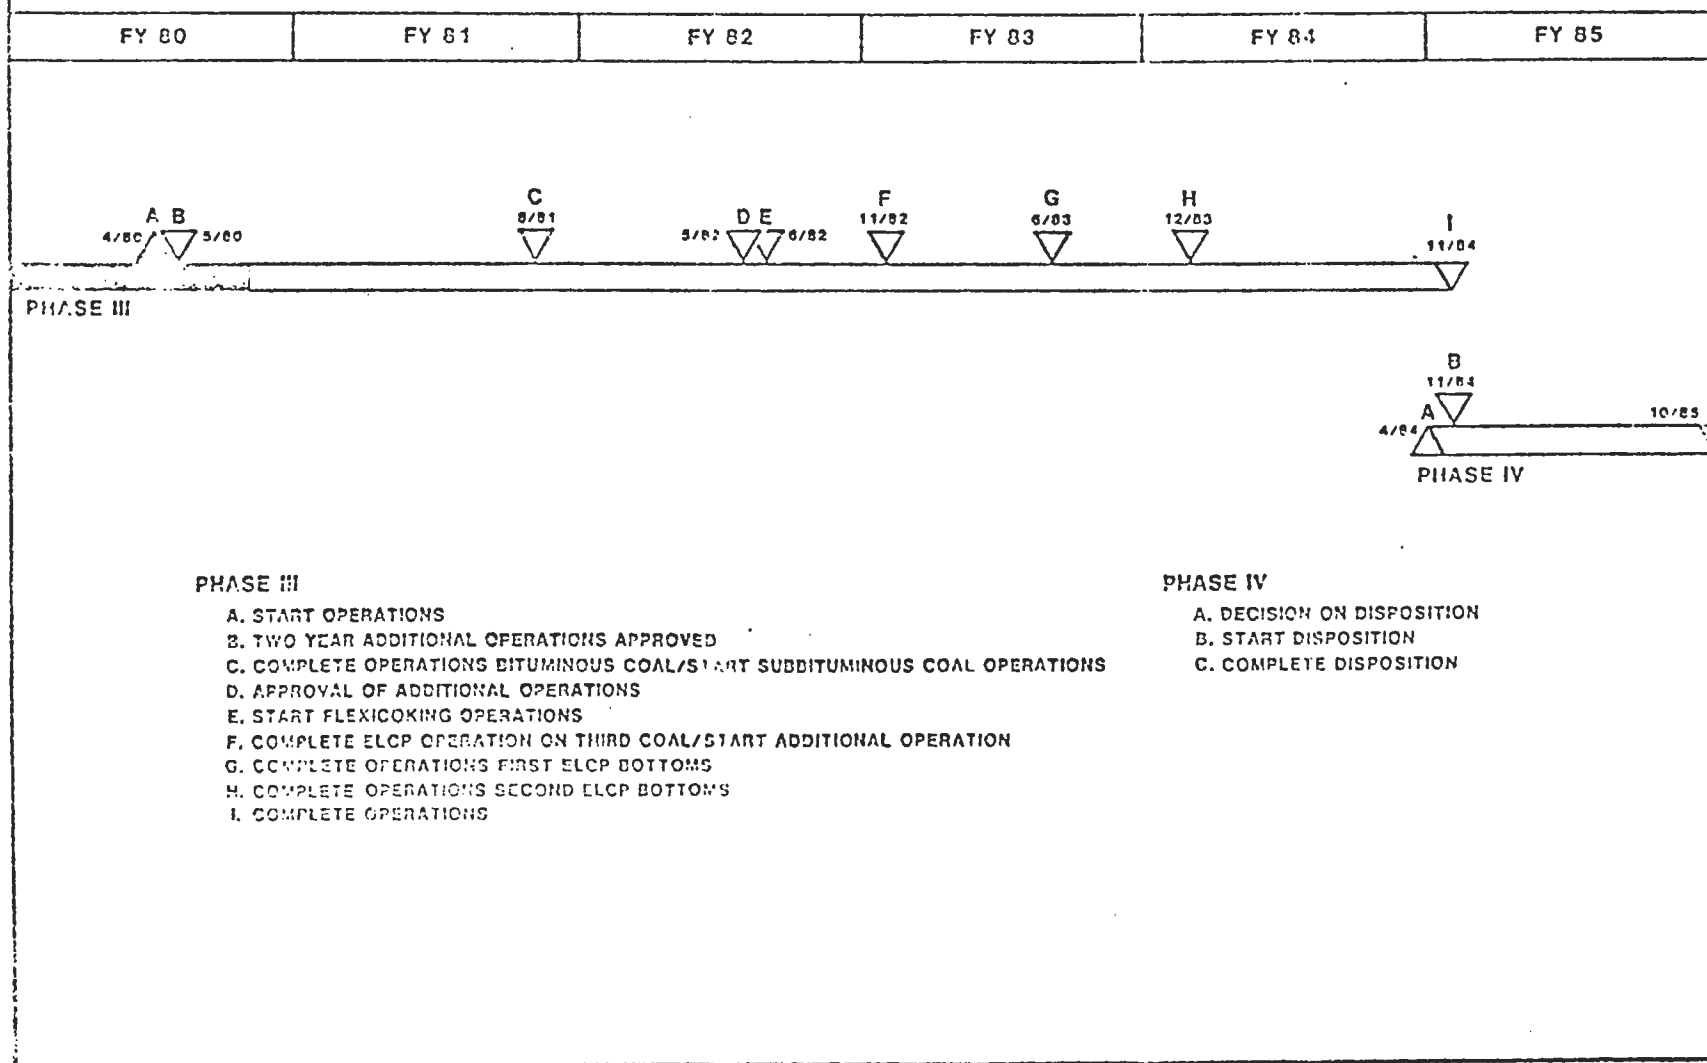 FY 80 FY 81 FY 82 FY 83 FY 84 FY 85
A B C D E F G H I
4/80 5/80 8/81 5/82 6/82 11/82 6/83 12/83 11/84
PHASE III
B
11/84
A 10/85
4/84
PHASE IV
PHASE III
A. START OPERATIONS
B. TWO YEAR ADDITIONAL OPERATIONS APPROVED
C. COMPLETE OPERATIONS BITUMINOUS COAL/START SUBBITUMINOUS COAL OPERATIONS
D. APPROVAL OF ADDITIONAL OPERATIONS
E. START FLEXICOKING OPERATIONS
F. COMPLETE ELCP OPERATION ON THIRD COAL/START ADDITIONAL OPERATION
G. COMPLETE OPERATIONS FIRST ELCP BOTTOMS
H. COMPLETE OPERATIONS SECOND ELCP BOTTOMS
I. COMPLETE OPERATIONS
PHASE IV
A. DECISION ON DISPOSITION
B. START DISPOSITION
C. COMPLETE DISPOSITION